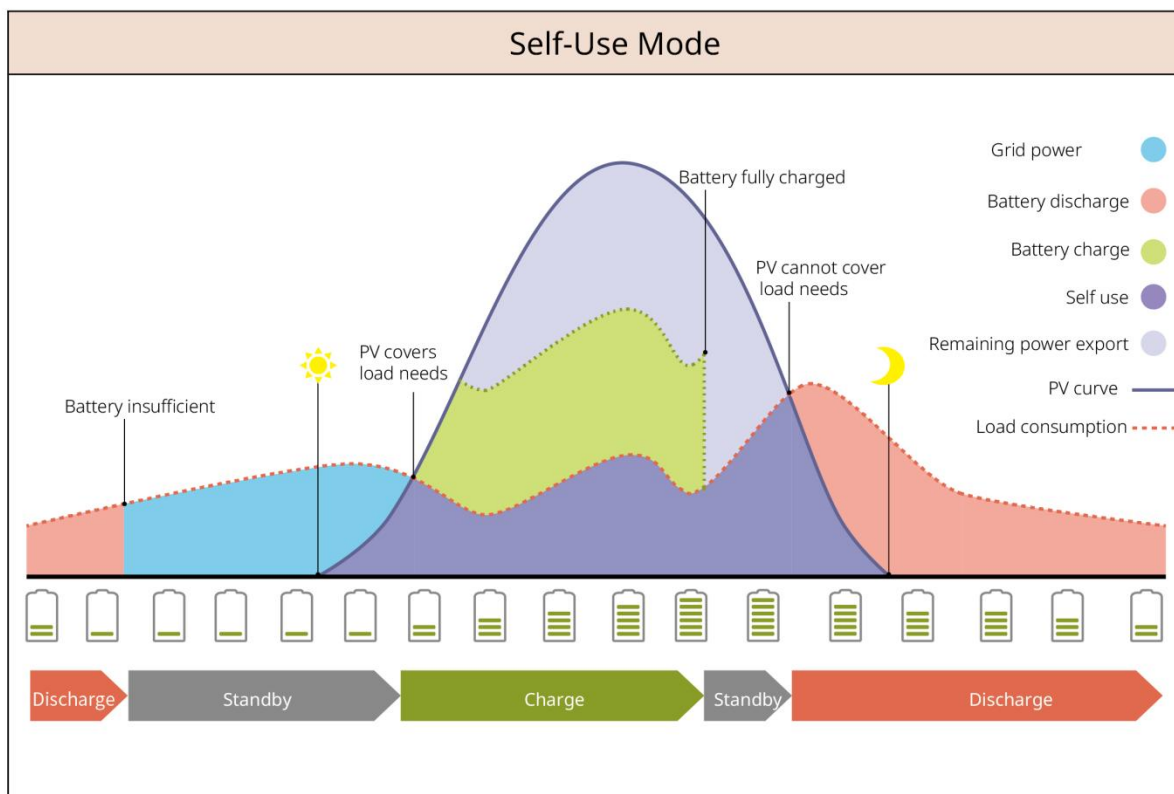 Self-Use Mode
Grid power
Battery discharge
Battery charge
Self use
Remaining power export
PV curve
Load consumption
Battery fully charged
PV cannot cover
load needs
PV covers
load needs
Battery insufficient
Discharge
Standby
Charge
Standby
Discharge